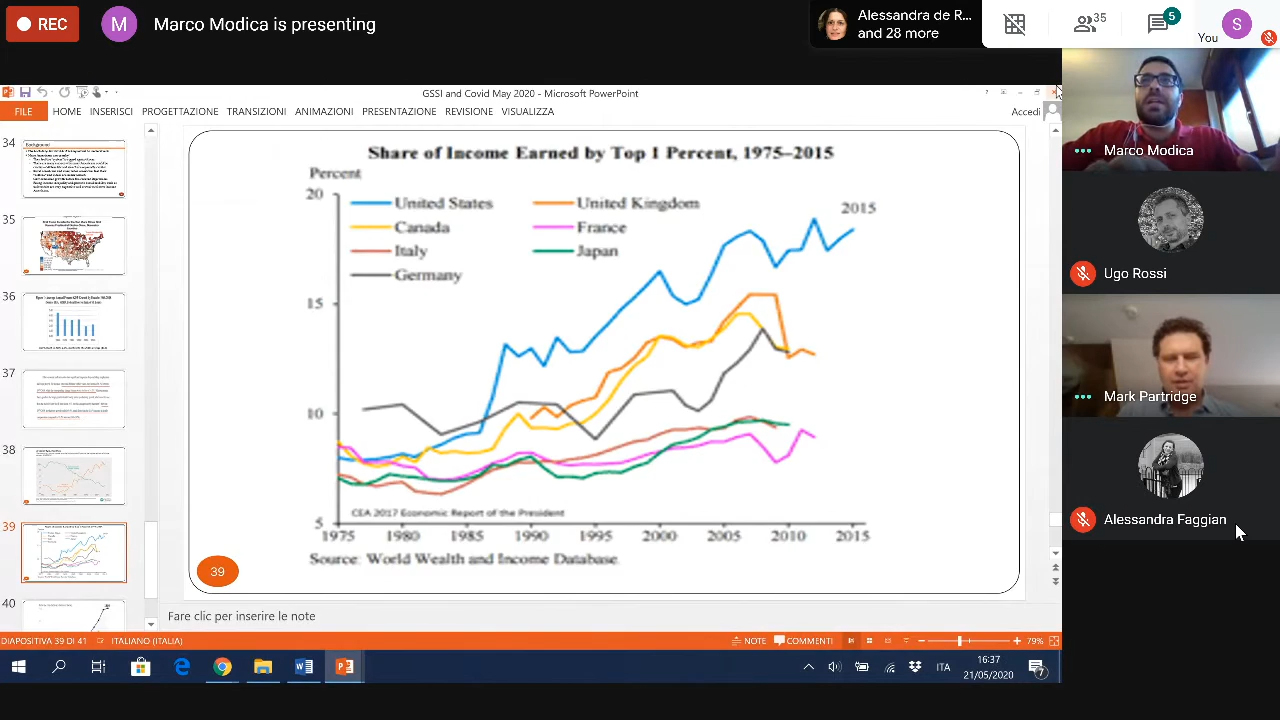 REC
M
Marco Modica is presenting
Alessandra de R...
and 28 more
35
5
You
S
GSSI and Covid May 2020 - Microsoft PowerPoint
FILE
HOME
INSERISCI
PROGETTAZIONE
TRANSIZIONI
ANIMAZIONI
PRESENTAZIONE
REVISIONE
VISUALIZZA
Accedi
34
Background
35
36
37
38
39
40
Share of Income Earned by Top 1 Percent, 1975–2015
Percent
20
15
10
5
United States
United Kingdom
Canada
France
Italy
Japan
Germany
2015
CEA 2017 Economic Report of the President
1975
1980
1985
1990
1995
2000
2005
2010
2015
Source: World Wealth and Income Database.
39
Marco Modica
Ugo Rossi
Mark Partridge
Alessandra Faggian
Fare clic per inserire le note
DIAPOSITIVA 39 DI 41
ITALIANO (ITALIA)
NOTE
COMMENTI
79%
ITA
16:37
21/05/2020
7